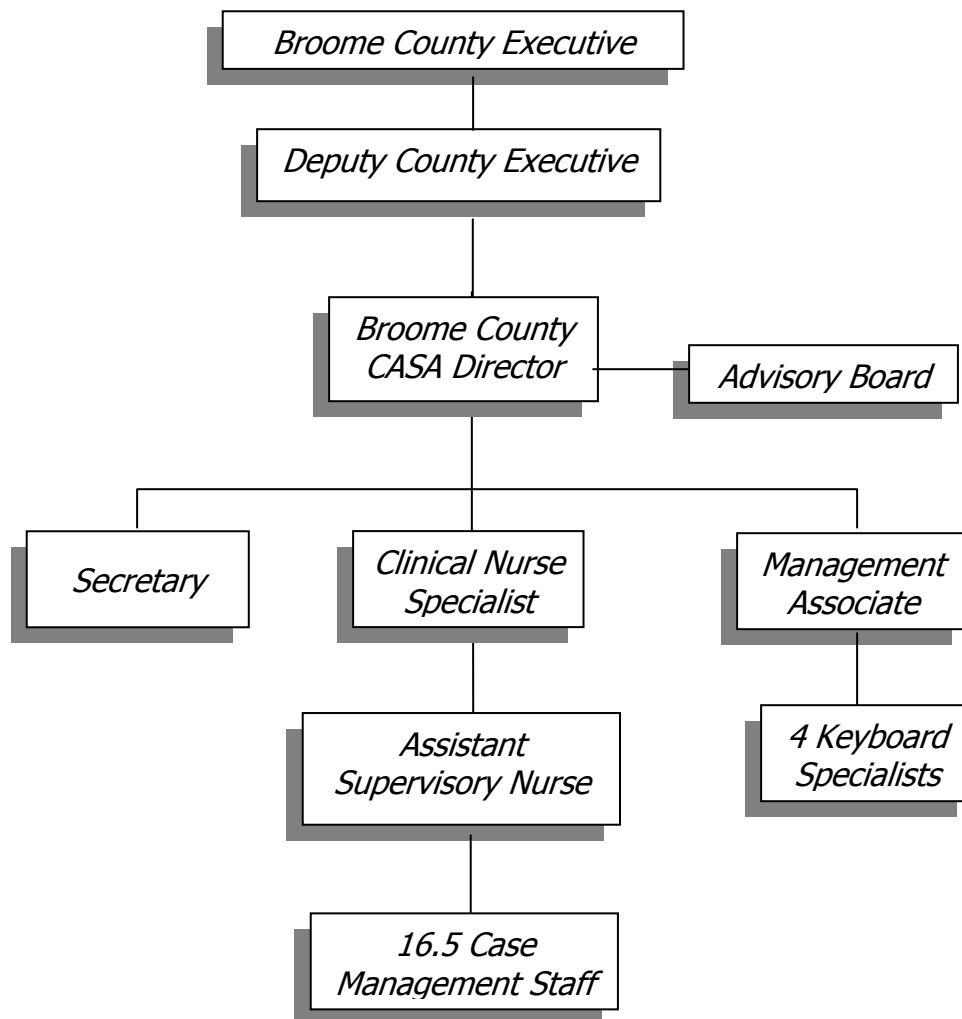 Broome County Executive
Deputy County Executive
Broome County
CASA Director
Advisory Board
Secretary
Clinical Nurse
Specialist
Management
Associate
Assistant
Supervisory Nurse
4 Keyboard
Specialists
16.5 Case
Management Staff